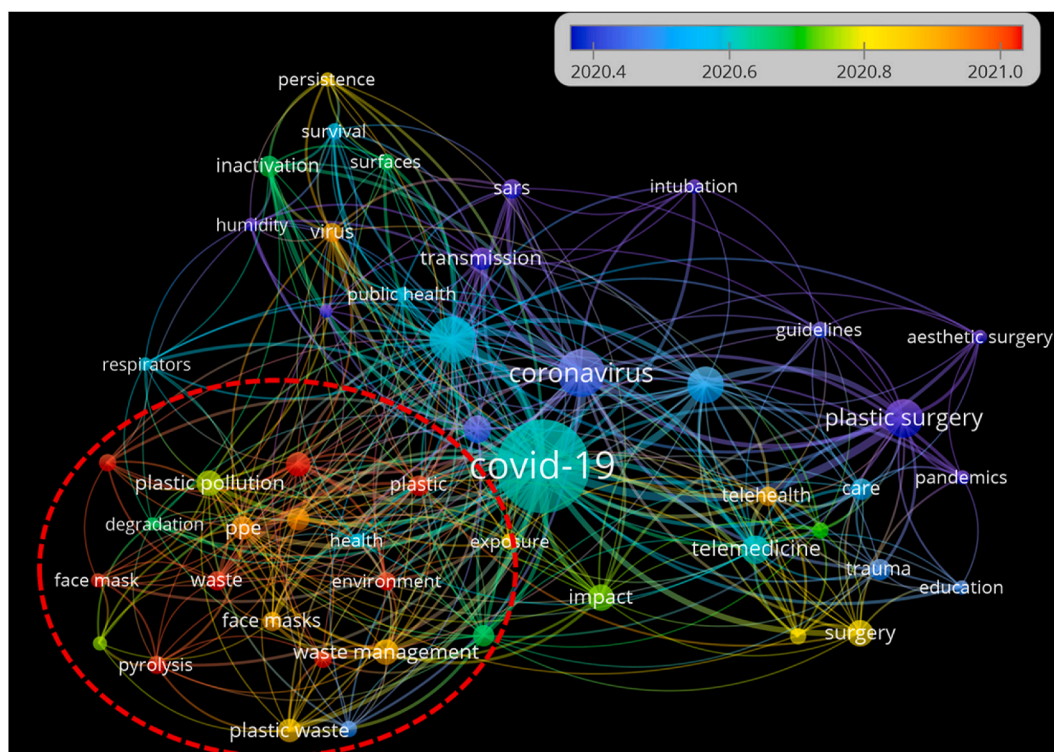 2020.4 2020.6 2020.8 2021.0
persistence
survival
inactivation
surfaces
sars
intubation
humidity
virus
transmission
public health
guidelines
aesthetic surgery
respirators
coronavirus
plastic surgery
covid-19
plastic pollution
plastic
telehealth
care
pandemics
degradation
ppe
health
exposure
telemedicine
face mask
waste
environment
trauma
education
impact
face masks
surgery
waste management
pyrolysis
plastic waste